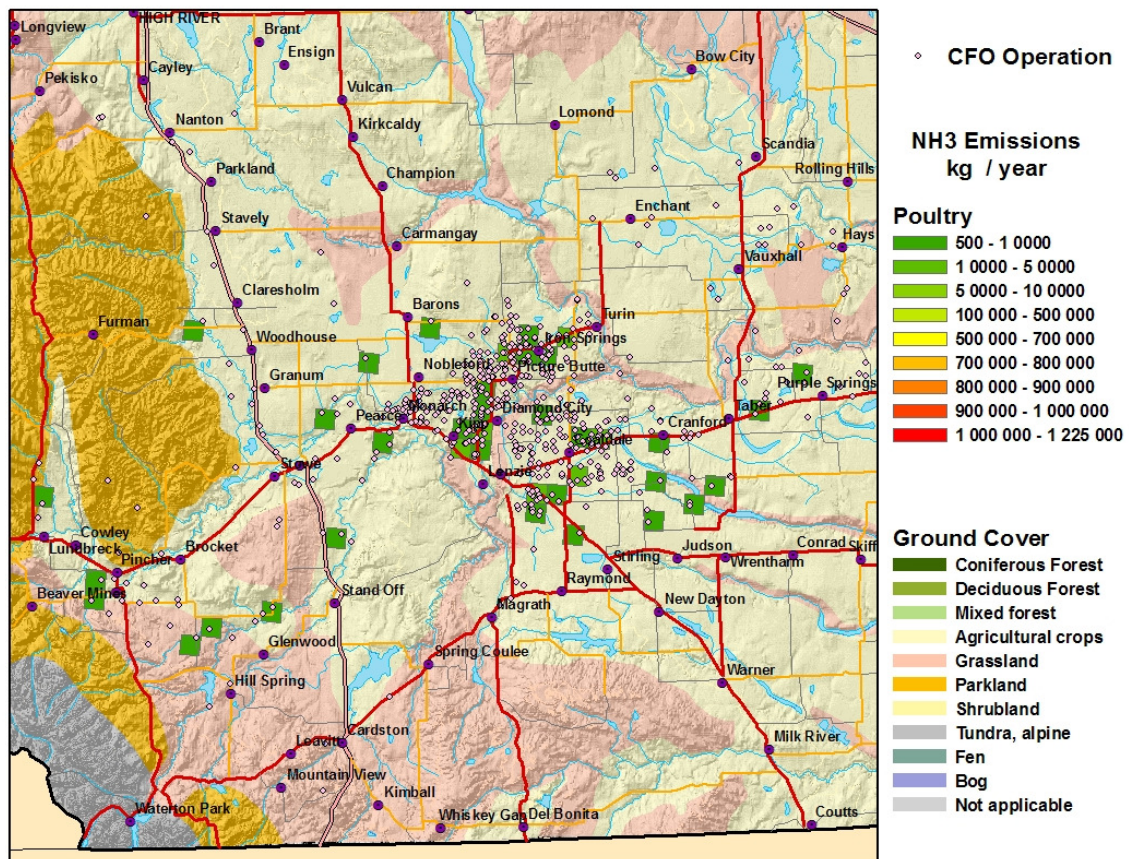 Longview
HIGH RIVER
Brant
Ensign
Cayley
Pekisko
Vulcan
Bow City
Nanton
Kirkcaldy
Lomond
Scandia
Parkland
Champion
Rolling Hills
Stavely
Enchant
Carmangay
Hays
Vauxhall
Claresholm
Barons
Turin
Furman
Woodhouse
Iron Springs
Nobleford
Picture Butte
Granum
Purple Springs
Pearce
Monarch
Diamond City
Kipp
Cranford
Taber
Coaldale
Stowe
Lenzie
Cowley
Lundbreck
Pincher
Brocket
Stirling
Judson
Wrentharm
Conrad
Skiff
Beaver Mines
Stand Off
Raymond
Magrath
New Dayton
Glenwood
Spring Coulee
Hill Spring
Warner
Cardston
Leavitt
Milk River
Mountain View
Kimball
Waterton Park
Whiskey Gap
Del Bonita
Coutts
CFO Operation
NH3 Emissions
kg / year
Poultry
500 - 1 0000
1 0000 - 5 0000
5 0000 - 10 0000
100 000 - 500 000
500 000 - 700 000
700 000 - 800 000
800 000 - 900 000
900 000 - 1 000 000
1 000 000 - 1 225 000
Ground Cover
Coniferous Forest
Deciduous Forest
Mixed forest
Agricultural crops
Grassland
Parkland
Shrubland
Tundra, alpine
Fen
Bog
Not applicable